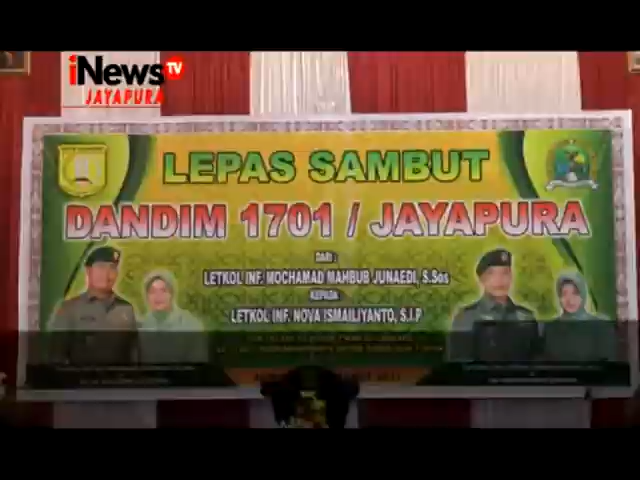 iNews TV
JAYAPURA
LEPAS SAMBUT
DANDIM 1701 / JAYAPURA
DARI :
LETKOL INF. MOCHAMAD MAHBUB JUNAEDI, S.Sos
KEPADA
LETKOL INF. NOVA ISMAILIYANTO, S.I.P